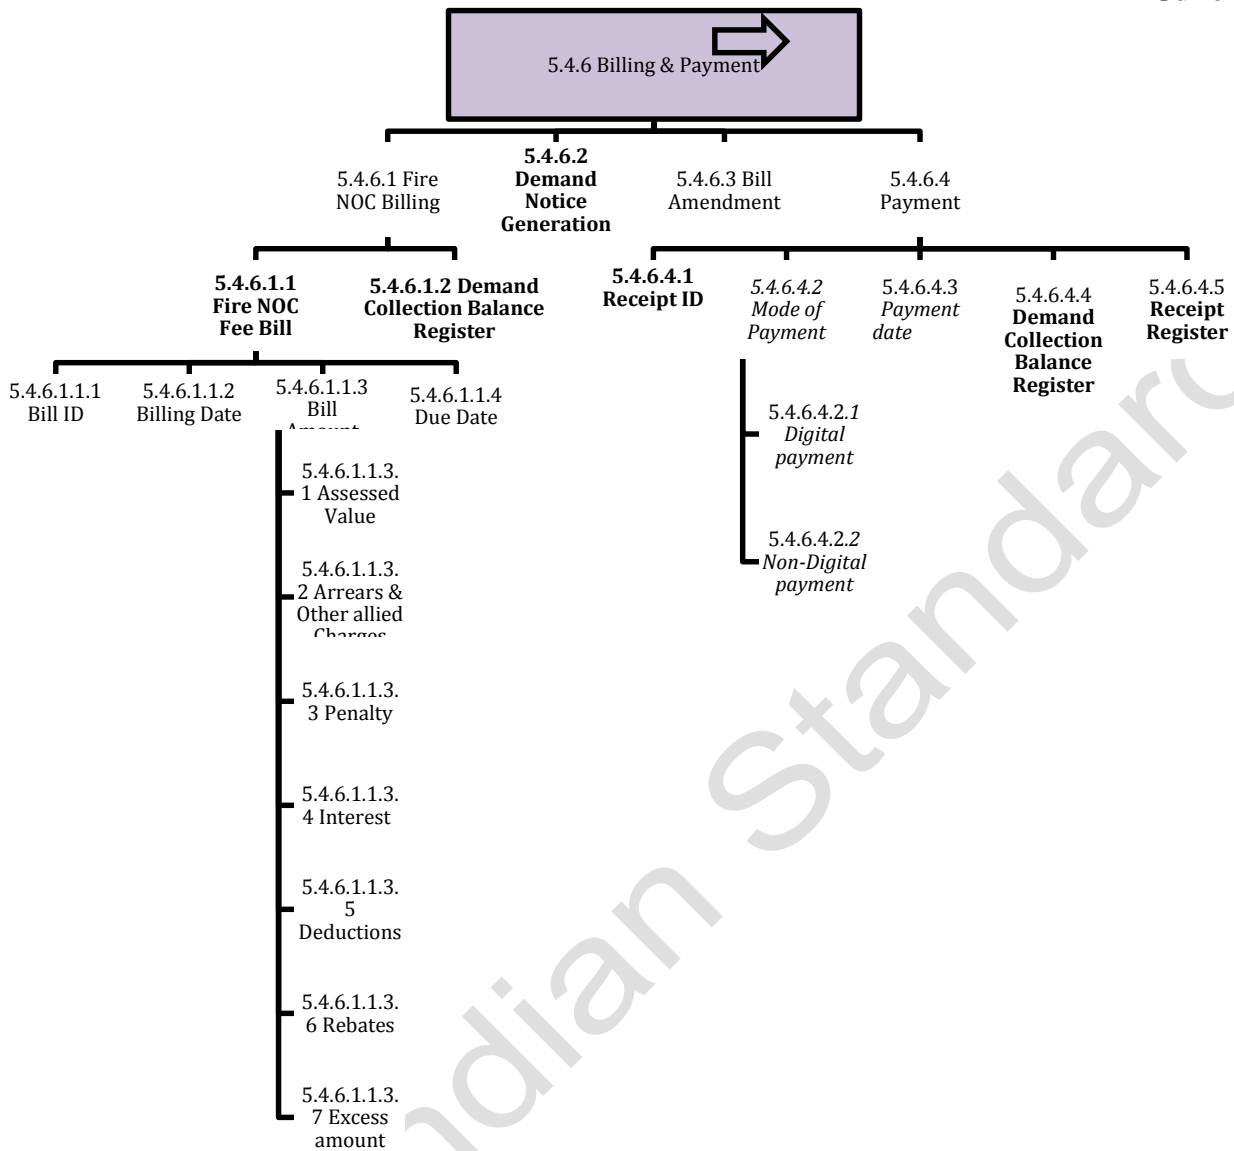 5.4.6 Billing & Payment
5.4.6.1 Fire
NOC Billing
5.4.6.2
Demand
Notice
Generation
5.4.6.3 Bill
Amendment
5.4.6.4
Payment
5.4.6.1.1
Fire NOC
Fee Bill
5.4.6.1.2 Demand
Collection Balance
Register
5.4.6.4.1
Receipt ID
5.4.6.4.2
Mode of
Payment
5.4.6.4.3
Payment
date
5.4.6.4.4
Demand
Collection
Balance
Register
5.4.6.4.5
Receipt
Register
5.4.6.1.1.1
Bill ID
5.4.6.1.1.2
Billing Date
5.4.6.1.1.3
Bill
Amount
5.4.6.1.1.4
Due Date
5.4.6.4.2.1
Digital
payment
5.4.6.4.2.2
Non-Digital
payment
5.4.6.1.1.3.
1 Assessed
Value
5.4.6.1.1.3.
2 Arrears &
Other allied
Charges
5.4.6.1.1.3.
3 Penalty
5.4.6.1.1.3.
4 Interest
5.4.6.1.1.3.
5
Deductions
5.4.6.1.1.3.
6 Rebates
5.4.6.1.1.3.
7 Excess
amount
ndian Standard